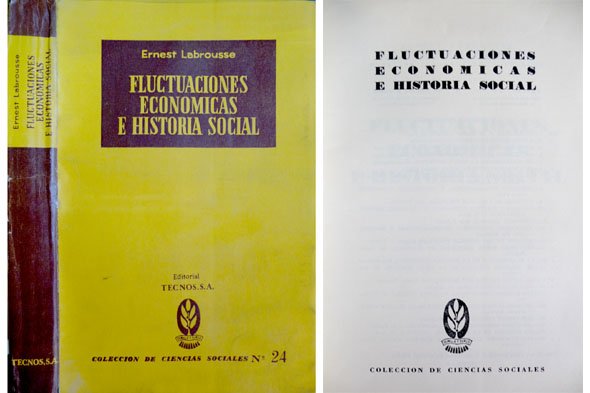 Ernest Labrousse
FLUCTUACIONES
ECONOMICAS
E HISTORIA SOCIAL
TECNOS, S.A.
Ernest Labrousse
FLUCTUACIONES
ECONOMICAS
E HISTORIA SOCIAL
Editorial
TECNOS, S.A.
COLECCION DE CIENCIAS SOCIALES Nº 24
FLUCTUACIONES
ECONOMICAS
E HISTORIA SOCIAL
COLECCION DE CIENCIAS SOCIALES